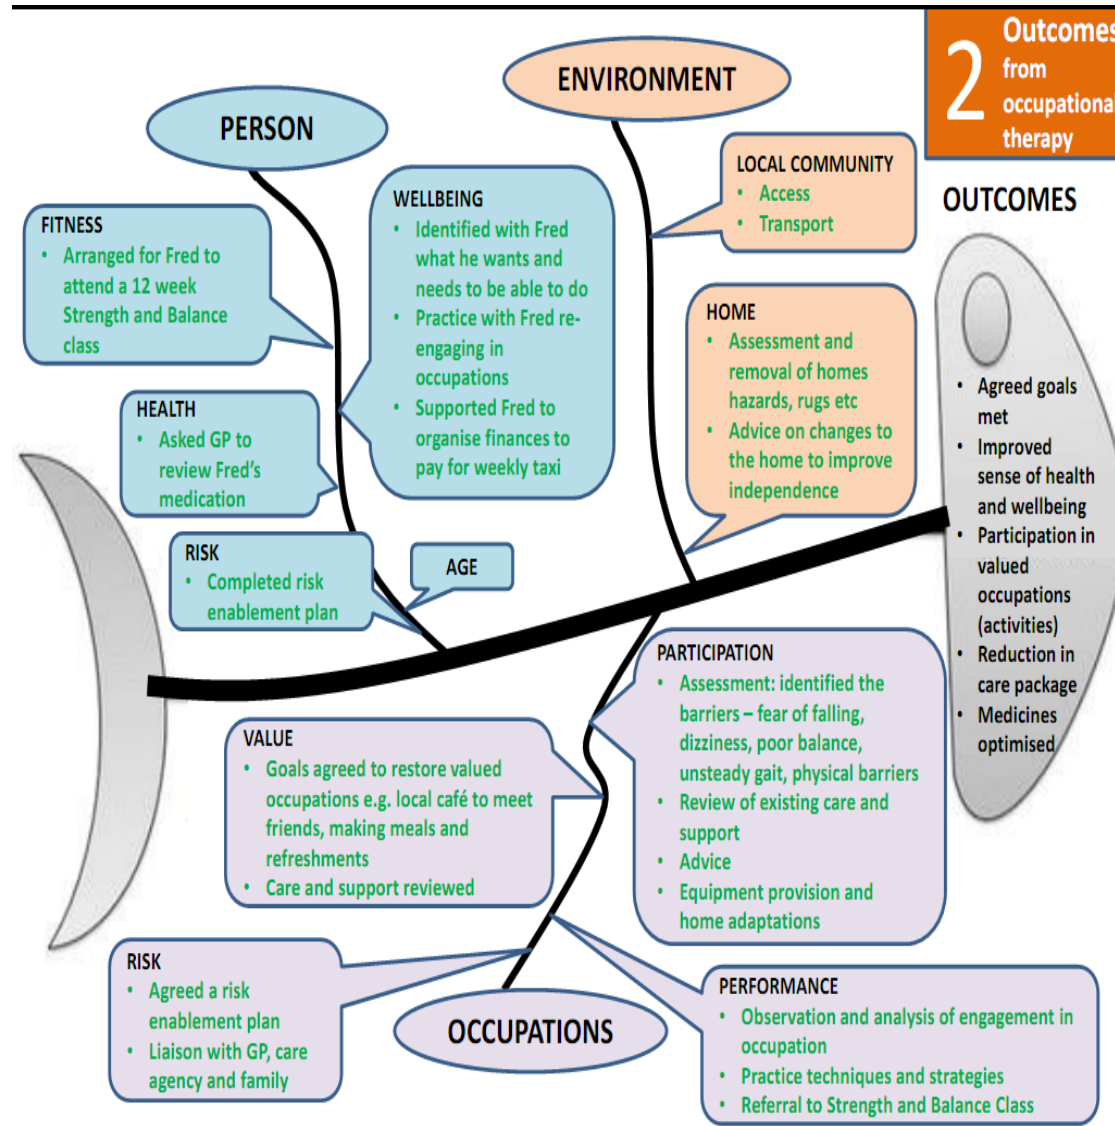 2
Outcomes
from
occupational
therapy
PERSON
ENVIRONMENT
OUTCOMES
FITNESS
• Arranged for Fred to
attend a 12 week
Strength and Balance
class
HEALTH
• Asked GP to
review Fred's
medication
RISK
• Completed risk
enablement plan
AGE
WELLBEING
• Identified with Fred
what he wants and
needs to be able to do
• Practice with Fred re-
engaging in
occupations
• Supported Fred to
organise finances to
pay for weekly taxi
LOCAL COMMUNITY
• Access
• Transport
HOME
• Assessment and
removal of homes
hazards, rugs etc
• Advice on changes to
the home to improve
independence
• Agreed goals
met
• Improved
sense of health
and wellbeing
• Participation in
valued
occupations
(activities)
• Reduction in
care package
• Medicines
optimised
VALUE
• Goals agreed to restore valued
occupations e.g. local café to meet
friends, making meals and
refreshments
• Care and support reviewed
PARTICIPATION
• Assessment: identified the
barriers – fear of falling,
dizziness, poor balance,
unsteady gait, physical barriers
• Review of existing care and
support
• Advice
• Equipment provision and
home adaptations
RISK
• Agreed a risk
enablement plan
• Liaison with GP, care
agency and family
OCCUPATIONS
PERFORMANCE
• Observation and analysis of engagement in
occupation
• Practice techniques and strategies
• Referral to Strength and Balance Class